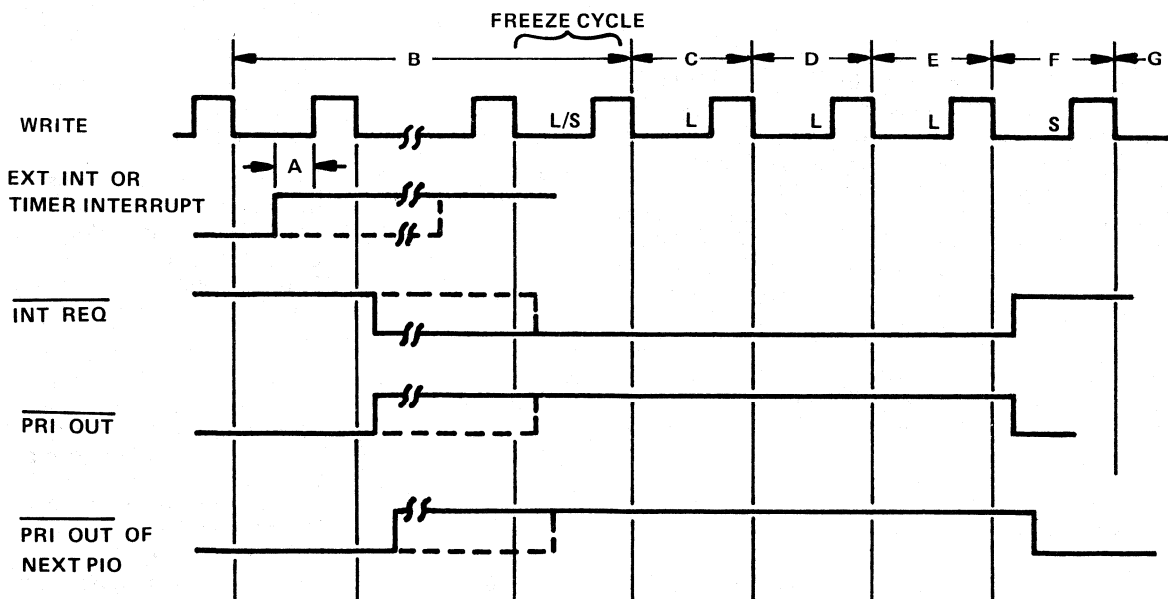 FREEZE CYCLE
B C D E F G
WRITE L/S L L L S
A
EXT INT OR
TIMER INTERRUPT
INT REQ
PRI OUT
PRI OUT OF
NEXT PIO